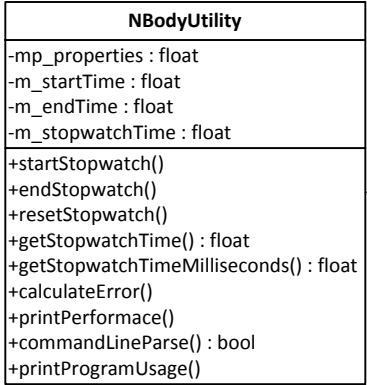 NBodyUtility
-mp_properties : float
-m_startTime : float
-m_endTime : float
-m_stopwatchTime : float
+startStopwatch()
+endStopwatch()
+resetStopwatch()
+getStopwatchTime() : float
+getStopwatchTimeMilliseconds() : float
+calculateError()
+printPerformace()
+commandLineParse() : bool
+printProgramUsage()